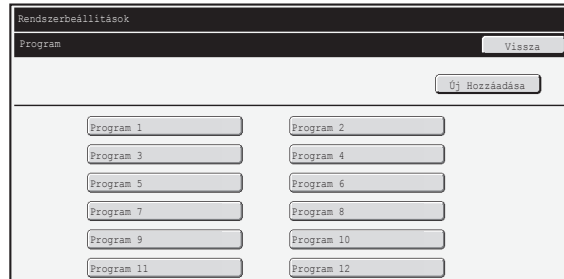 Rendszerbeállítások
Program
Vissza
Új Hozzáadása
Program 1
Program 2
Program 3
Program 4
Program 5
Program 6
Program 7
Program 8
Program 9
Program 10
Program 11
Program 12